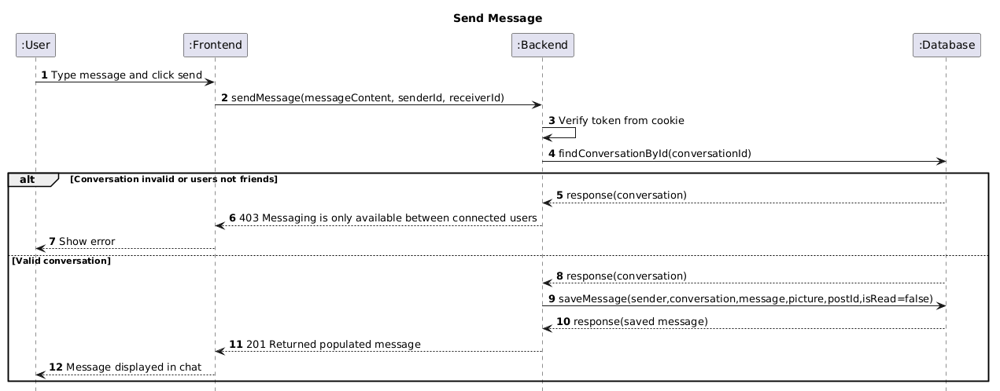 Send Message
:User
:Frontend
:Backend
:Database
1 Type message and click send
2 sendMessage(messageContent, senderId, receiverId)
3 Verify token from cookie
4 findConversationById(conversationId)
alt [Conversation invalid or users not friends]
5 response(conversation)
6 403 Messaging is only available between connected users
7 Show error
[Valid conversation]
8 response(conversation)
9 saveMessage(sender,conversation,message,picture,postId,isRead=false)
10 response(saved message)
11 201 Returned populated message
12 Message displayed in chat